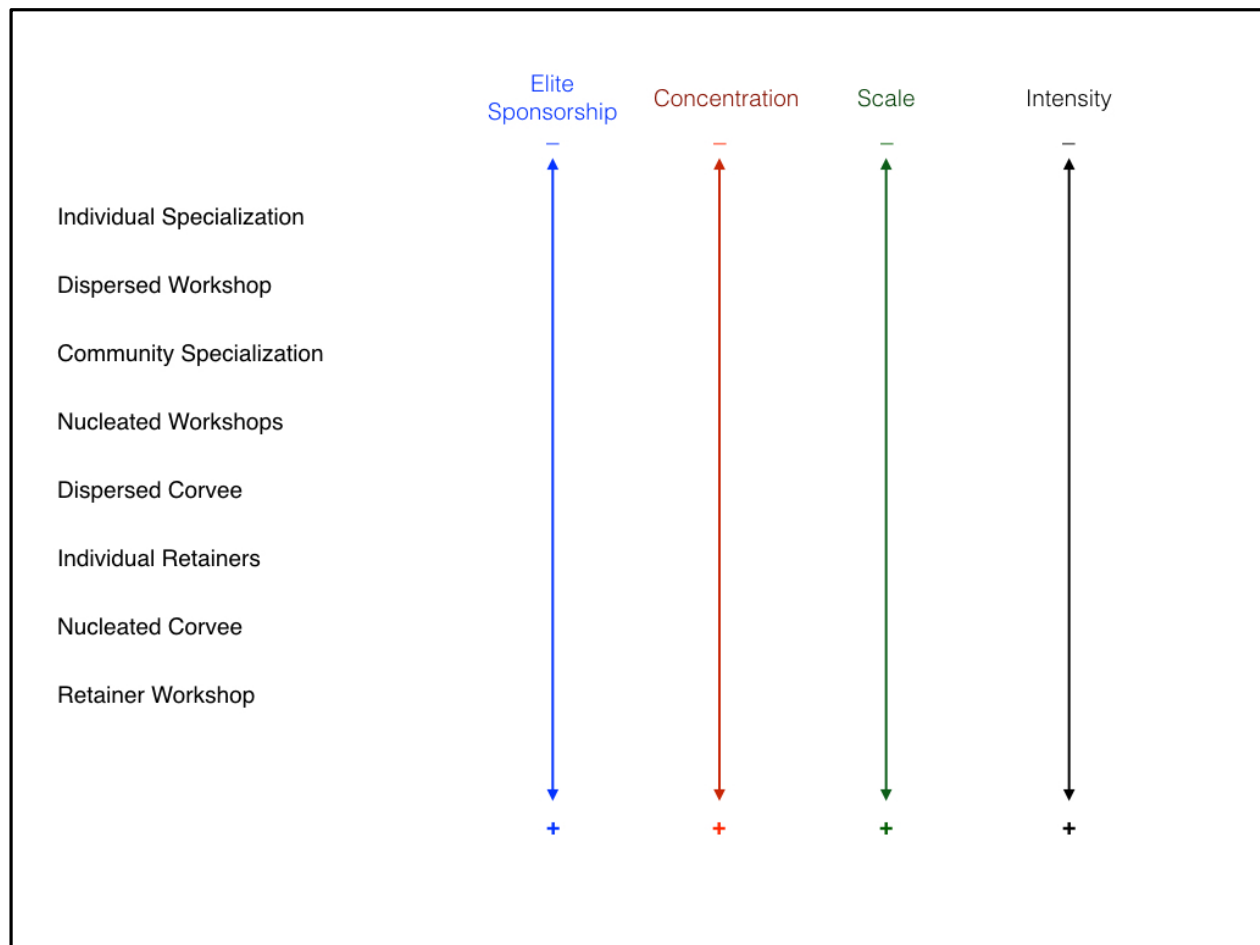 Elite
Sponsorship
Concentration
Scale
Intensity
– – – –
Individual Specialization
Dispersed Workshop
Community Specialization
Nucleated Workshops
Dispersed Corvee
Individual Retainers
Nucleated Corvee
Retainer Workshop
+ + + +